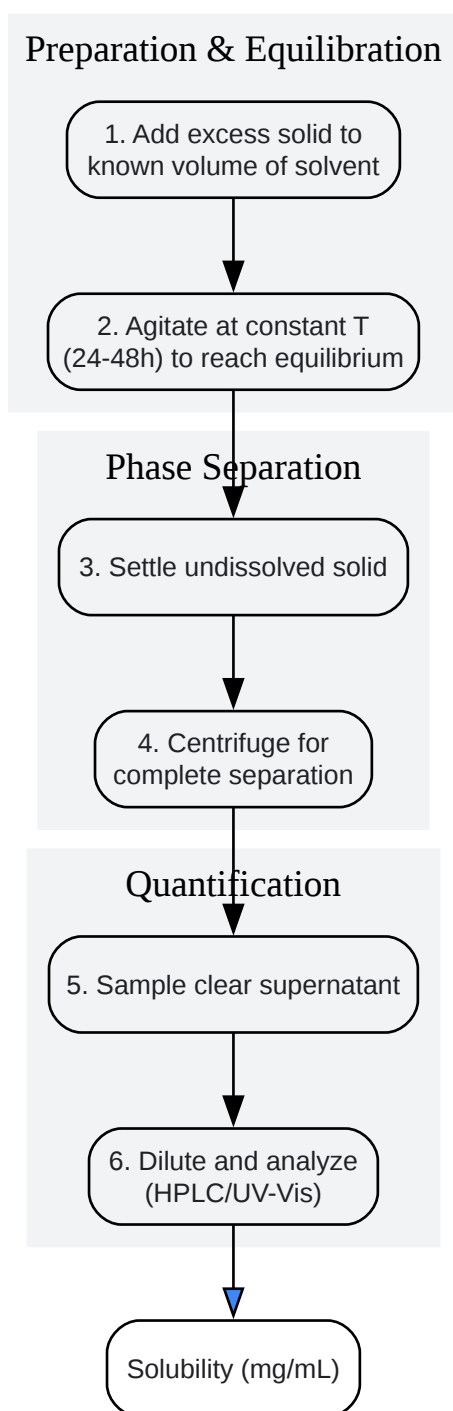 Preparation & Equilibration
1. Add excess solid to
known volume of solvent
2. Agitate at constant T
(24-48h) to reach equilibrium
Phase Separation
3. Settle undissolved solid
4. Centrifuge for
complete separation
Quantification
5. Sample clear supernatant
6. Dilute and analyze
(HPLC/UV-Vis)
Solubility (mg/mL)